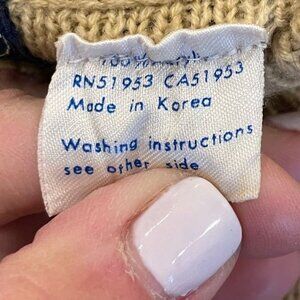 RN51953 CA51953
Made in Korea
Washing instructions
see other side